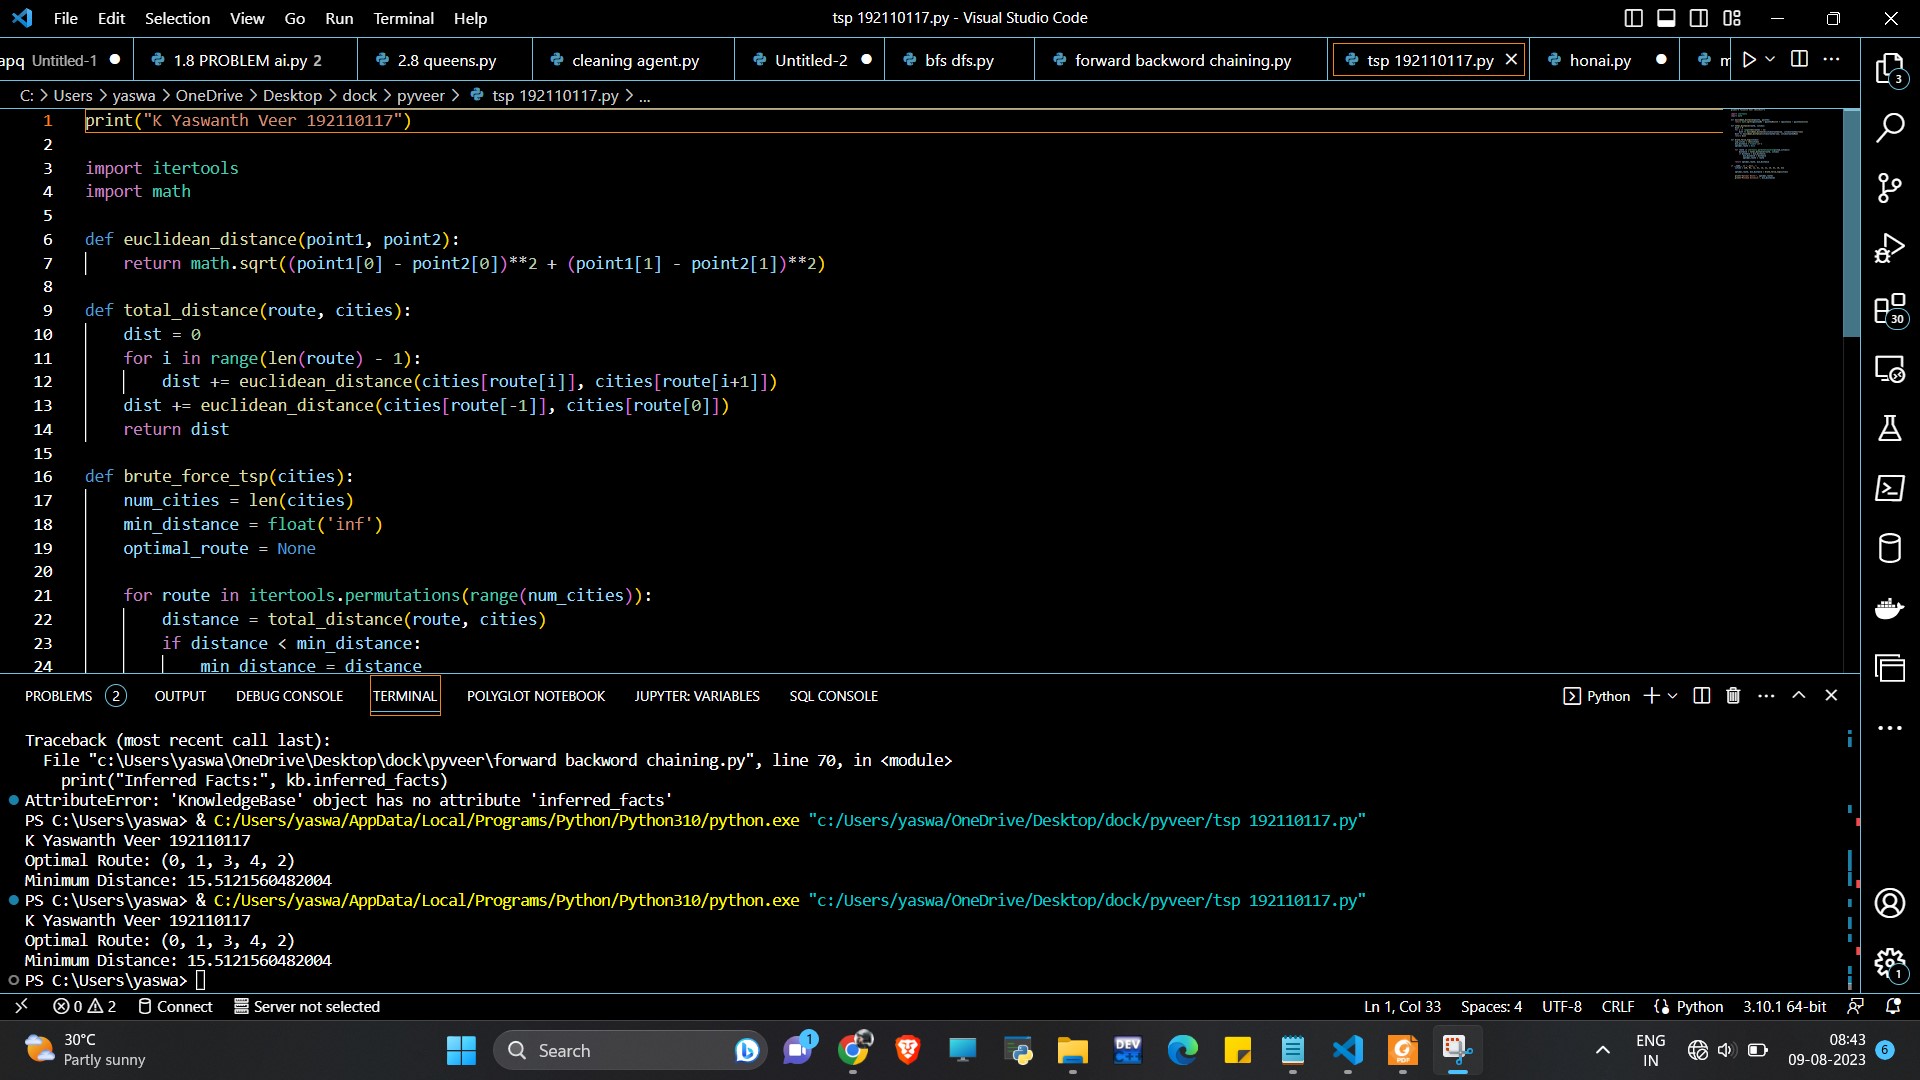 File Edit Selection View Go Run Terminal Help
tsp 192110117.py - Visual Studio Code
apq Untitled-1
1.8 PROBLEM ai.py 2
2.8 queens.py
cleaning agent.py
Untitled-2
bfs dfs.py
forward backword chaining.py
tsp 192110117.py
honai.py
C: > Users > yaswa > OneDrive > Desktop > dock > pyveer > tsp 192110117.py > ...
1 print("K Yaswanth Veer 192110117")
2
3 import itertools
4 import math
5
6 def euclidean_distance(point1, point2):
7 return math.sqrt((point1[0] - point2[0])**2 + (point1[1] - point2[1])**2)
8
9 def total_distance(route, cities):
10 dist = 0
11 for i in range(len(route) - 1):
12 dist += euclidean_distance(cities[route[i]], cities[route[i+1]])
13 dist += euclidean_distance(cities[route[-1]], cities[route[0]])
14 return dist
15
16 def brute_force_tsp(cities):
17 num_cities = len(cities)
18 min_distance = float('inf')
19 optimal_route = None
20
21 for route in itertools.permutations(range(num_cities)):
22 distance = total_distance(route, cities)
23 if distance < min_distance:
24 min_distance = distance
3
30
1
PROBLEMS 2 OUTPUT DEBUG CONSOLE TERMINAL POLYGLOT NOTEBOOK JUPYTER: VARIABLES SQL CONSOLE
Python
Traceback (most recent call last):
File "c:\Users\yaswa\OneDrive\Desktop\dock\pyveer\forward backword chaining.py", line 70, in <module>
print("Inferred Facts:", kb.inferred_facts)
AttributeError: 'KnowledgeBase' object has no attribute 'inferred_facts'
PS C:\Users\yaswa> & C:/Users/yaswa/AppData/Local/Programs/Python/Python310/python.exe "c:/Users/yaswa/OneDrive/Desktop/dock/pyveer/tsp 192110117.py"
K Yaswanth Veer 192110117
Optimal Route: (0, 1, 3, 4, 2)
Minimum Distance: 15.5121560482004
PS C:\Users\yaswa> & C:/Users/yaswa/AppData/Local/Programs/Python/Python310/python.exe "c:/Users/yaswa/OneDrive/Desktop/dock/pyveer/tsp 192110117.py"
K Yaswanth Veer 192110117
Optimal Route: (0, 1, 3, 4, 2)
Minimum Distance: 15.5121560482004
PS C:\Users\yaswa>
0 2 Connect Server not selected
Ln 1, Col 33 Spaces: 4 UTF-8 CRLF Python 3.10.1 64-bit
30°C
Partly sunny
Search
1
DEV
PDF
ENG
IN
08:43
09-08-2023
6